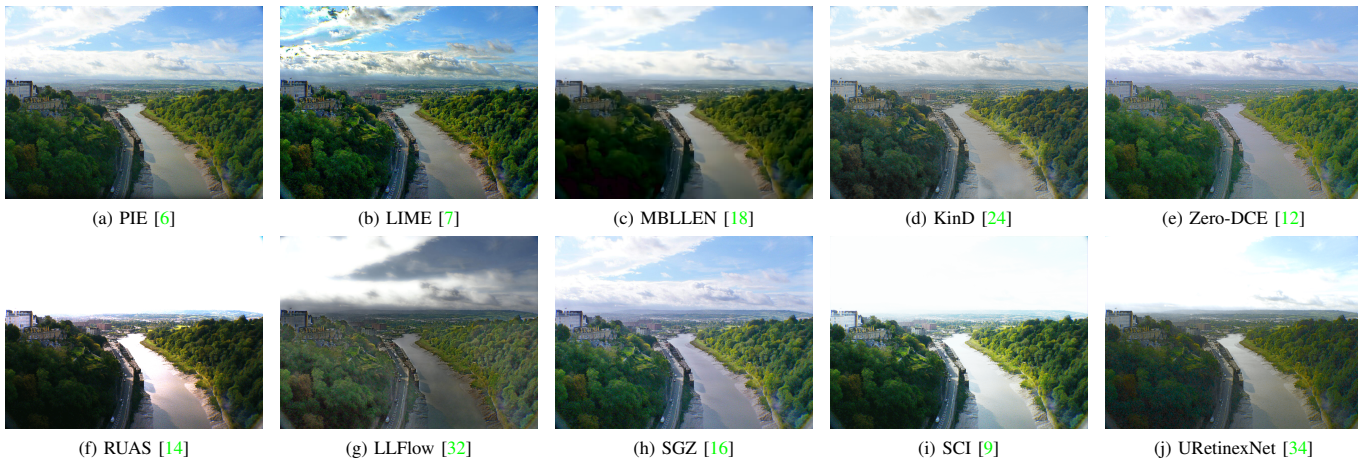 (a) PIE [6]
(b) LIME [7]
(c) MBLLEN [18]
(d) KinD [24]
(e) Zero-DCE [12]
(f) RUAS [14]
(g) LLFlow [32]
(h) SGZ [16]
(i) SCI [9]
(j) URetinexNet [34]